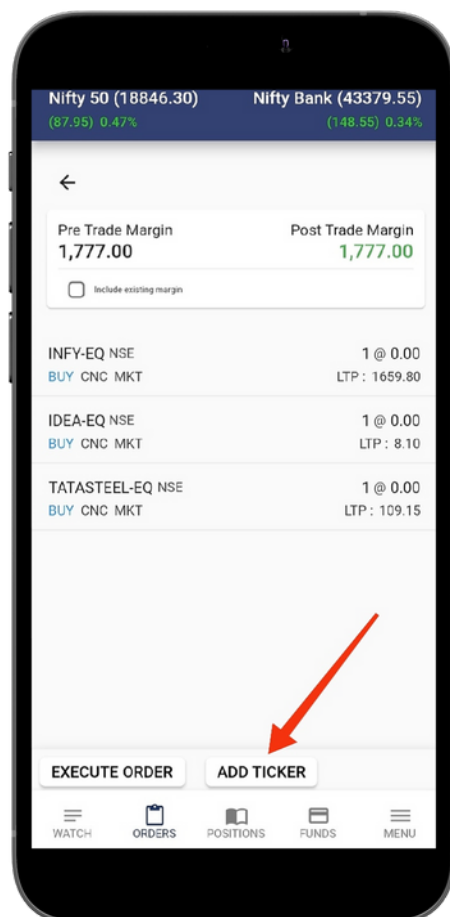 Nifty 50 (18846.30) Nifty Bank (43379.55)
(87.95) 0.47% (148.55) 0.34%
Pre Trade Margin Post Trade Margin
1,777.00 1,777.00
Include existing margin
INFY-EQ NSE 1 @ 0.00
BUY CNC MKT LTP : 1659.80
IDEA-EQ NSE 1 @ 0.00
BUY CNC MKT LTP : 8.10
TATASTEEL-EQ NSE 1 @ 0.00
BUY CNC MKT LTP : 109.15
EXECUTE ORDER ADD TICKER
WATCH ORDERS POSITIONS FUNDS MENU